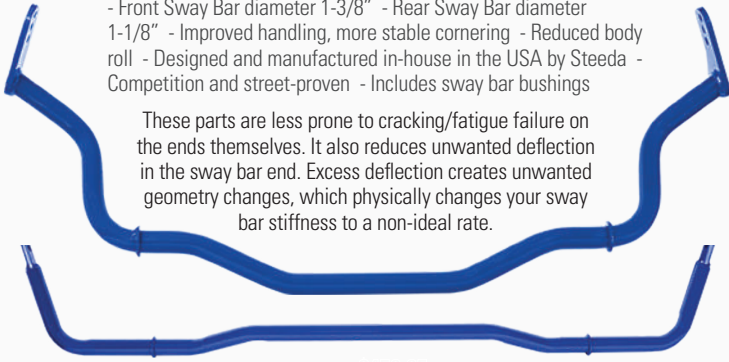 - Front Sway Bar diameter 1-3/8” - Rear Sway Bar diameter
1-1/8” - Improved handling, more stable cornering - Reduced body
roll - Designed and manufactured in-house in the USA by Steeda -
Competition and street-proven - Includes sway bar bushings
These parts are less prone to cracking/fatigue failure on
the ends themselves. It also reduces unwanted deflection
in the sway bar end. Excess deflection creates unwanted
geometry changes, which physically changes your sway
bar stiffness to a non-ideal rate.